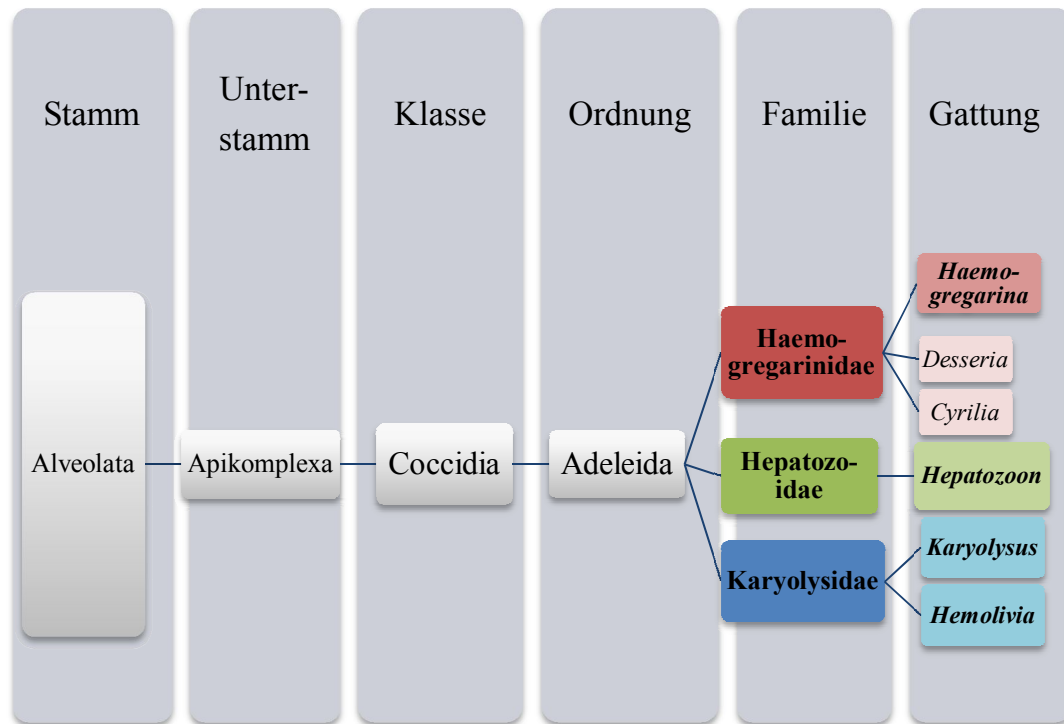 Stamm
Unter-
stamm
Klasse
Ordnung
Familie
Gattung
Alveolata
Apikomplexa
Coccidia
Adeleida
Haemo-
gregarinidae
Hepatozo-
idae
Karyolysidae
Haemo-
gregarina
Desseria
Cyrilia
Hepatozoon
Karyolysus
Hemolivia